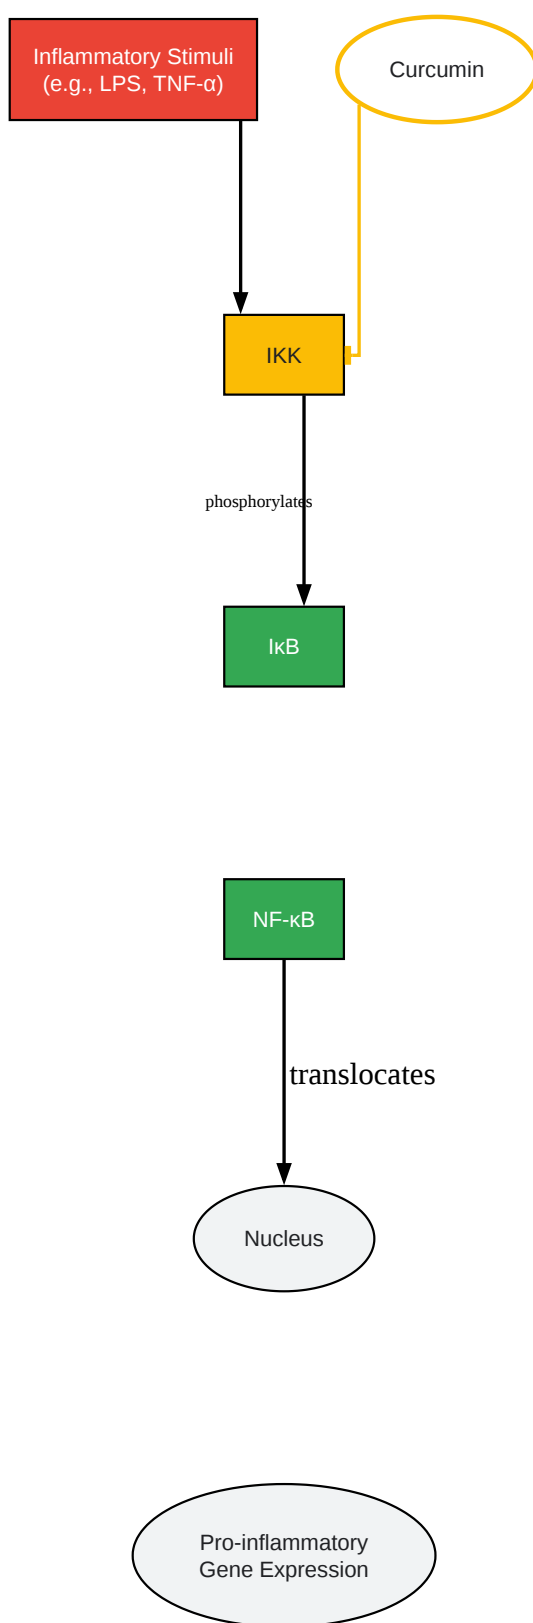 Inflammatory Stimuli
(e.g., LPS, TNF-α)
Curcumin
IKK
phosphorylates
IκB
NF-κB
translocates
Nucleus
Pro-inflammatory
Gene Expression